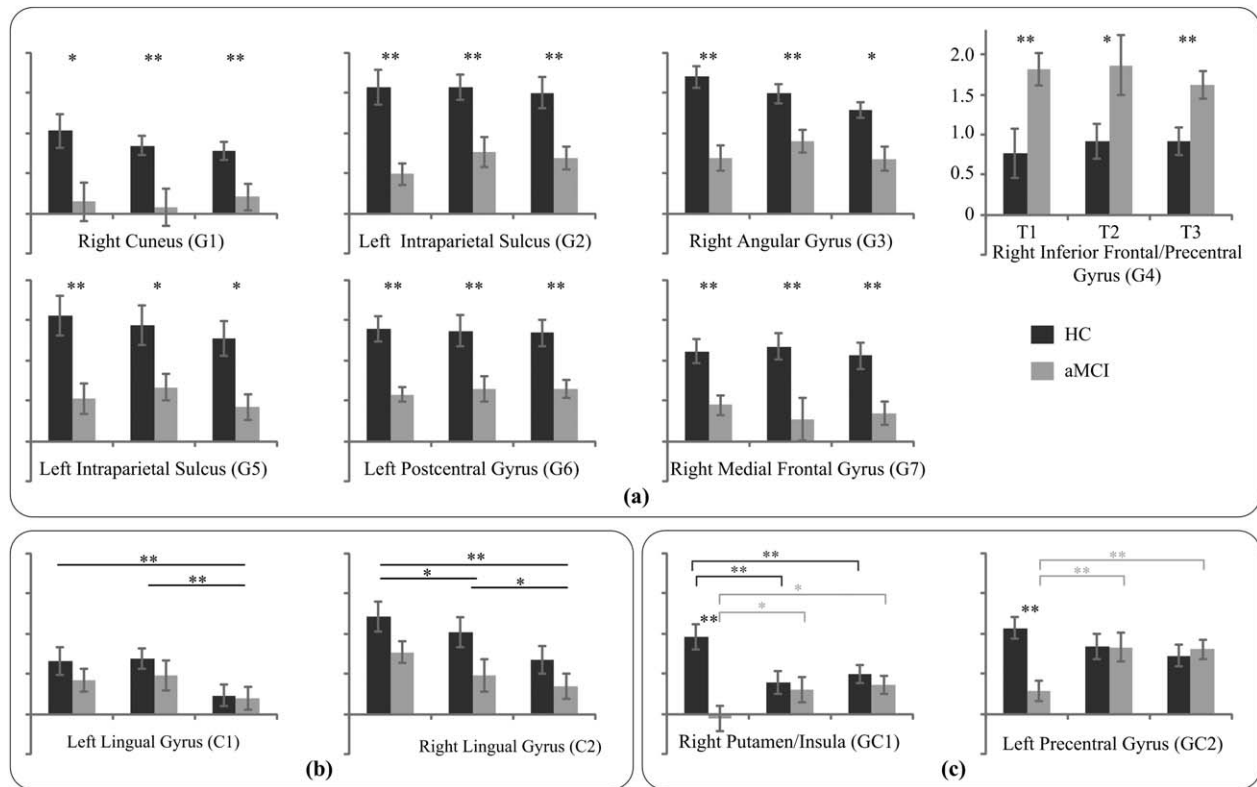 * ** **
** ** **
** ** *
** * **
2.0
1.5
1.0
0.5
0
T1 T2 T3
Right Cuneus (G1)
Left Intraparietal Sulcus (G2)
Right Angular Gyrus (G3)
Right Inferior Frontal/Precentral
Gyrus (G4)
** * *
** ** **
** ** **
HC
aMCI
Left Intraparietal Sulcus (G5)
Left Postcentral Gyrus (G6)
Right Medial Frontal Gyrus (G7)
(a)
**
**
**
* *
**
**
*
** *
**
** **
Left Lingual Gyrus (C1)
Right Lingual Gyrus (C2)
Right Putamen/Insula (GC1)
Left Precentral Gyrus (GC2)
(b)
(c)